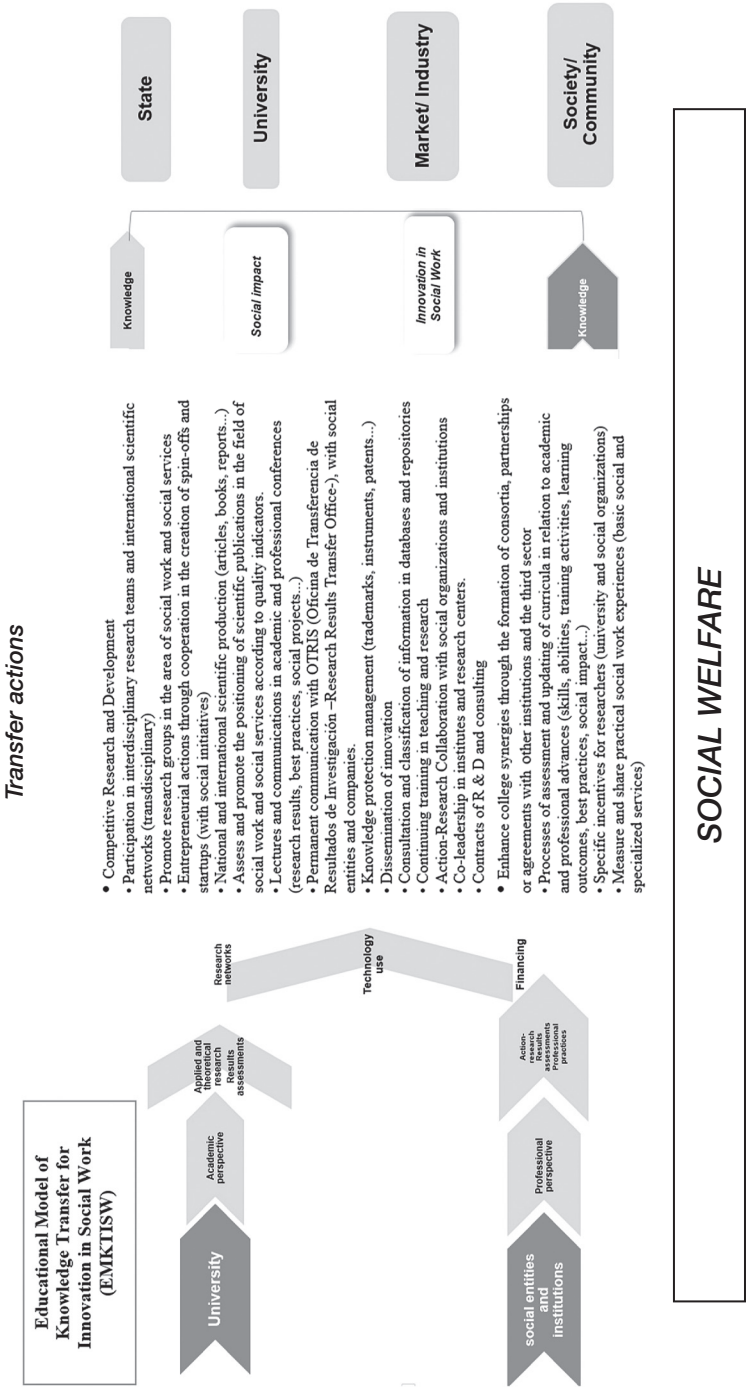 Educational Model of
Knowledge Transfer for
Innovation in Social Work
(EMKTISW)
Transfer actions
University
Academic
perspective
Applied and
theoretical
research
Results
assessments
social entities
and
institutions
Professional
perspective
Action-
research
Results
assessments
Professional
practices
Research
networks
Technology
use
Financing
• Competitive Research and Development
• Participation in interdisciplinary research teams and international scientific
networks (transdisciplinary)
• Promote research groups in the area of social work and social services
• Entrepreneurial actions through cooperation in the creation of spin-offs and
startups (with social initiatives)
• National and international scientific production (articles, books, reports...)
• Assess and promote the positioning of scientific publications in the field of
social work and social services according to quality indicators.
• Lectures and communications in academic and professional conferences
(research results, best practices, social projects...)
• Permanent communication with OTRIS (Oficina de Transferencia de
Resultados de Investigación –Research Results Transfer Office-), with social
entities and companies.
• Knowledge protection management (trademarks, instruments, patents...)
• Dissemination of innovation
• Consultation and classification of information in databases and repositories
• Continuing training in teaching and research
• Action-Research Collaboration with social organizations and institutions
• Co-leadership in institutes and research centers.
• Contracts of R & D and consulting
• Enhance college synergies through the formation of consortia, partnerships
or agreements with other institutions and the third sector
• Processes of assessment and updating of curricula in relation to academic
and professional advances (skills, abilities, training activities, learning
outcomes, best practices, social impact...)
• Specific incentives for researchers (university and social organizations)
• Measure and share practical social work experiences (basic social and
specialized services)
Knowledge
Social impact
Innovation in
Social Work
Knowledge
State
University
Market/ Industry
Society/
Community
SOCIAL WELFARE